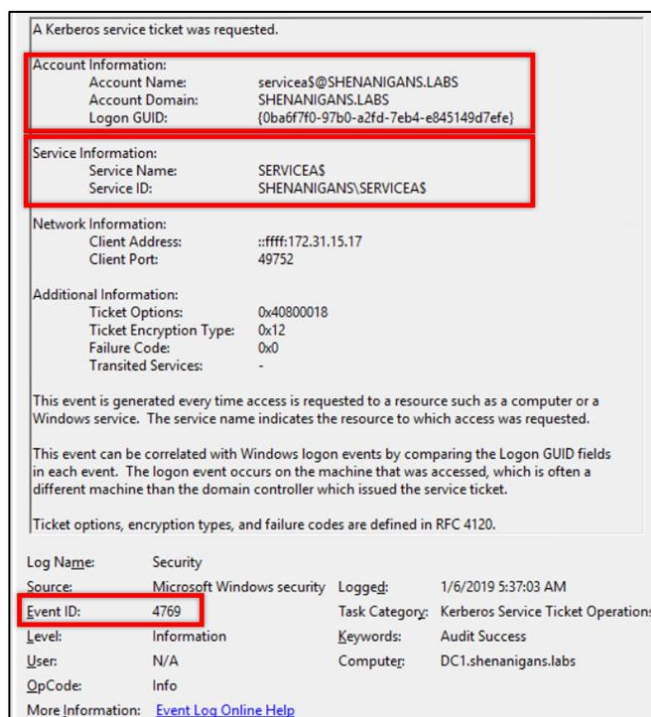 A Kerberos service ticket was requested.
Account Information:
Account Name: servicea$@SHENANIGANS.LABS
Account Domain: SHENANIGANS.LABS
Logon GUID: {0ba6f7f0-97b0-a2fd-7eb4-e845149d7efe}
Service Information:
Service Name: SERVICEA$
Service ID: SHENANIGANS\SERVICEA$
Network Information:
Client Address: ::ffff:172.31.15.17
Client Port: 49752
Additional Information:
Ticket Options: 0x40800018
Ticket Encryption Type: 0x12
Failure Code: 0x0
Transited Services: -
This event is generated every time access is requested to a resource such as a computer or a
Windows service. The service name indicates the resource to which access was requested.
This event can be correlated with Windows logon events by comparing the Logon GUID fields
in each event. The logon event occurs on the machine that was accessed, which is often a
different machine than the domain controller which issued the service ticket.
Ticket options, encryption types, and failure codes are defined in RFC 4120.
Log Name: Security
Source: Microsoft Windows security Logged: 1/6/2019 5:37:03 AM
Event ID: 4769 Task Category: Kerberos Service Ticket Operations
Level: Information Keywords: Audit Success
User: N/A Computer: DC1.shenanigans.labs
OpCode: Info
More Information: Event Log Online Help